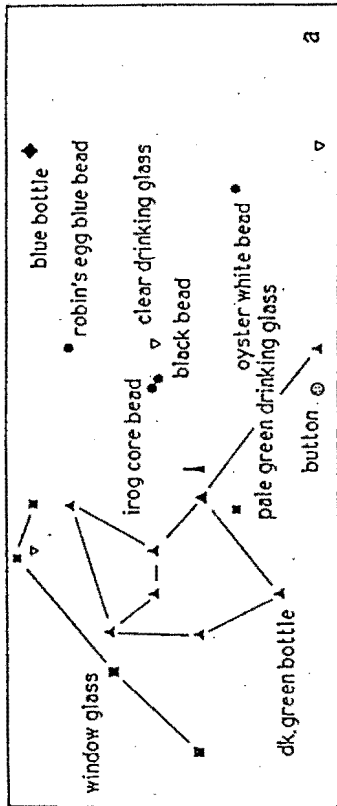 a
blue bottle
robin's egg blue bead
clear drinking glass
black bead
irog core bead
oyster white bead
pale green drinking glass
button
window glass
dk. green bottle